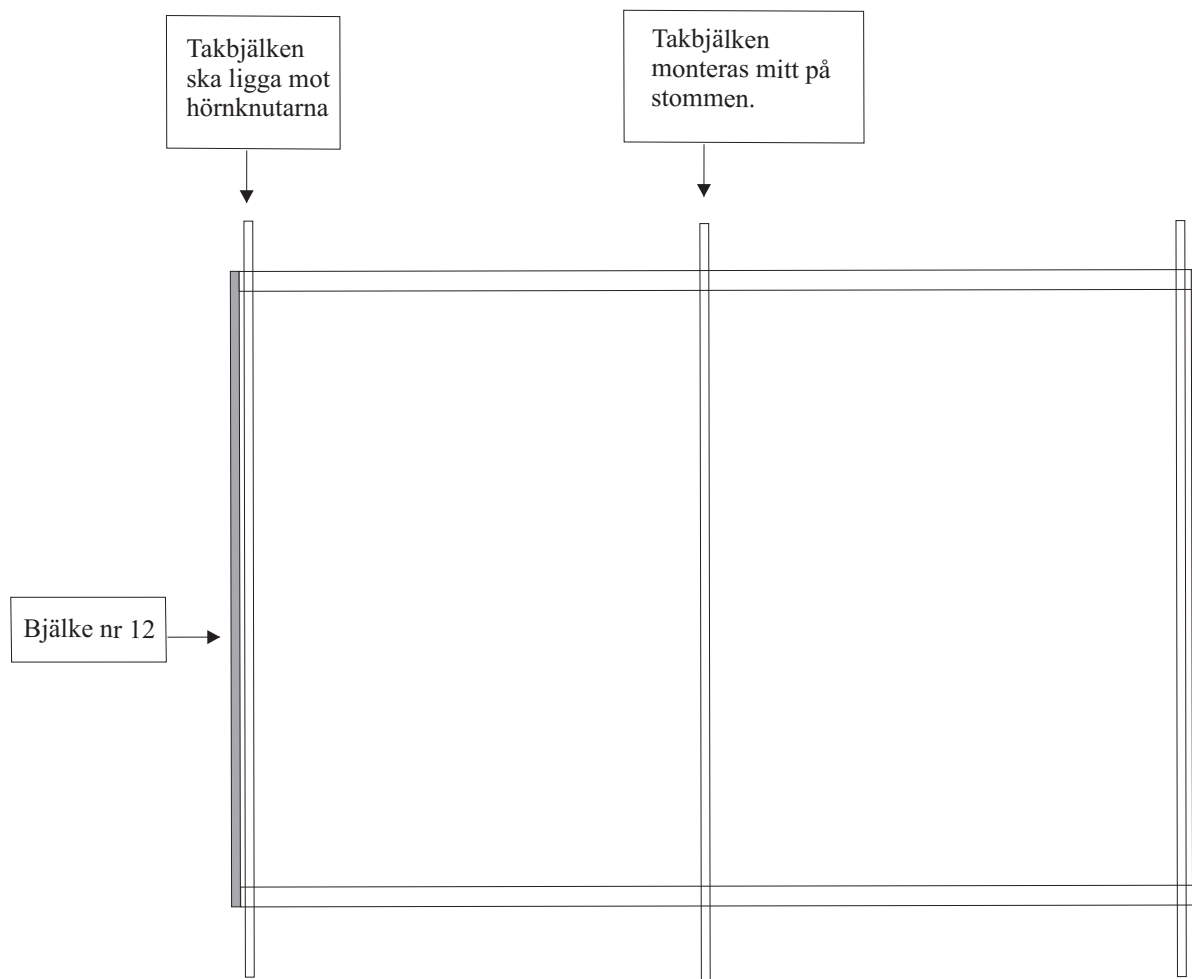 Takbjälken
ska ligga mot
hörnknutarna
Takbjälken
monteras mitt på
stommen.
Bjälke nr 12